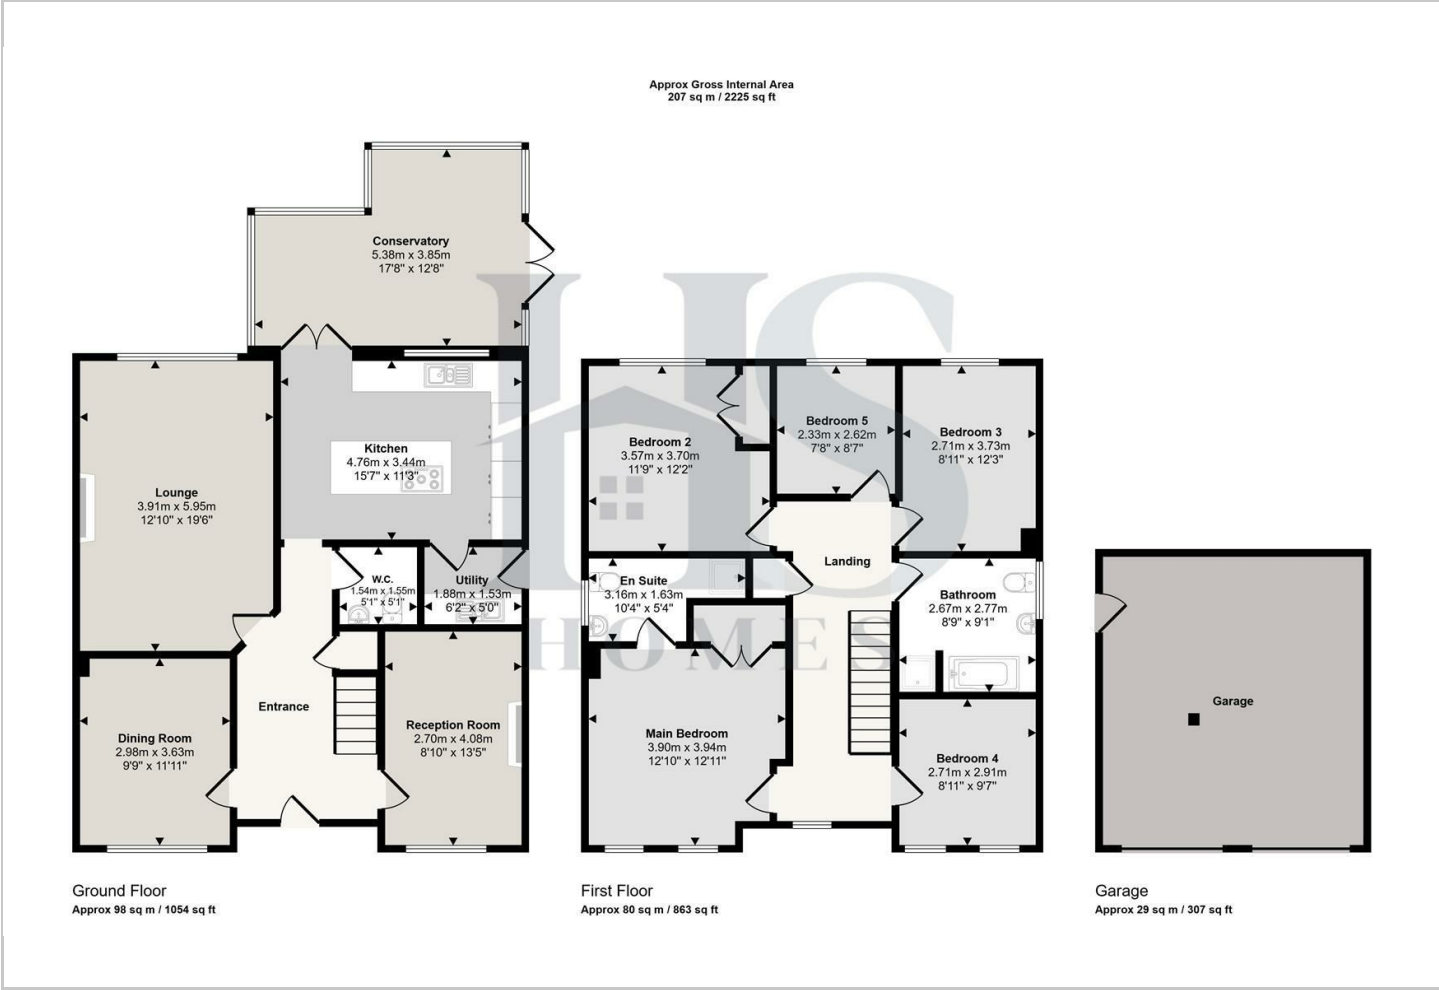 Approx Gross Internal Area
207 sq m / 2225 sq ft
Conservatory
5.38m x 3.85m
17'8" x 12'8"
Kitchen
4.76m x 3.44m
15'7" x 11'3"
Lounge
3.91m x 5.95m
12'10" x 19'6"
W.C.
1.54m x 1.55m
5'1" x 5'1"
Utility
1.88m x 1.53m
6'2" x 5'0"
Entrance
Dining Room
2.98m x 3.63m
9'9" x 11'11"
Reception Room
2.70m x 4.08m
8'10" x 13'5"
Ground Floor
Approx 98 sq m / 1054 sq ft
HS
HOMES
Bedroom 2
3.57m x 3.70m
11'9" x 12'2"
Bedroom 5
2.33m x 2.62m
7'8" x 8'7"
Bedroom 3
2.71m x 3.73m
8'11" x 12'3"
Landing
En Suite
3.16m x 1.63m
10'4" x 5'4"
Bathroom
2.67m x 2.77m
8'9" x 9'1"
Main Bedroom
3.90m x 3.94m
12'10" x 12'11"
Bedroom 4
2.71m x 2.91m
8'11" x 9'7"
First Floor
Approx 80 sq m / 863 sq ft
Garage
Garage
Approx 29 sq m / 307 sq ft